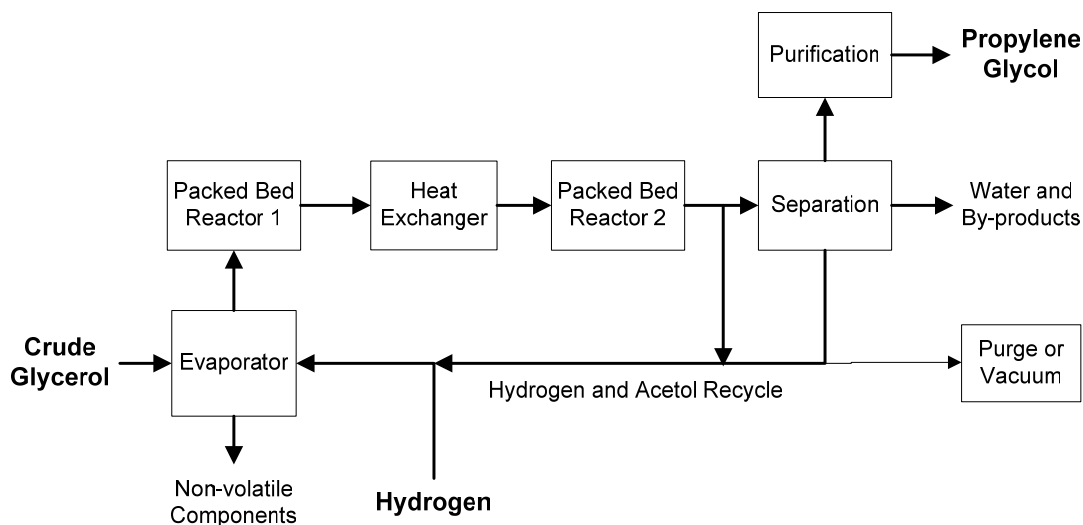 Purification
Propylene
Glycol
Packed Bed
Reactor 1
Heat
Exchanger
Packed Bed
Reactor 2
Separation
Water and
By-products
Crude
Glycerol
Evaporator
Hydrogen and Acetol Recycle
Purge or
Vacuum
Non-volatile
Components
Hydrogen